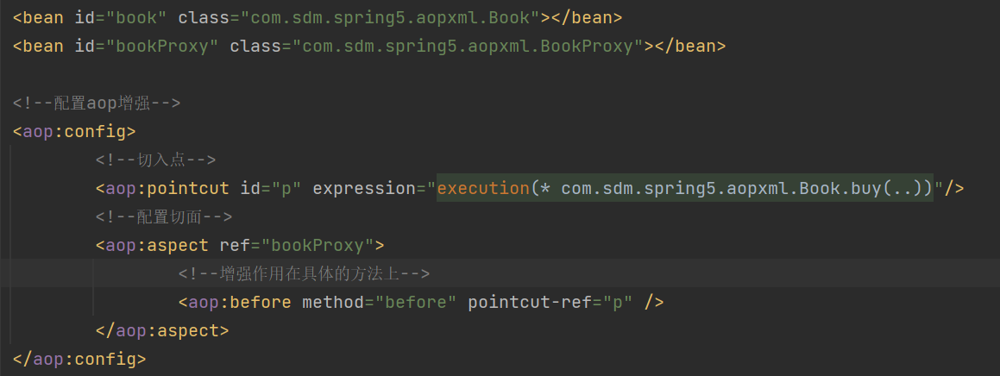 <bean id="book" class="com.sdm.spring5.aopxml.Book"></bean>
<bean id="bookProxy" class="com.sdm.spring5.aopxml.BookProxy"></bean>
<!--配置aop增强-->
<aop:config>
<!--切入点-->
<aop:pointcut id="p" expression="execution(* com.sdm.spring5.aopxml.Book.buy(..))"/>
<!--配置切面-->
<aop:aspect ref="bookProxy">
<!--增强作用在具体的方法上-->
<aop:before method="before" pointcut-ref="p" />
</aop:aspect>
</aop:config>